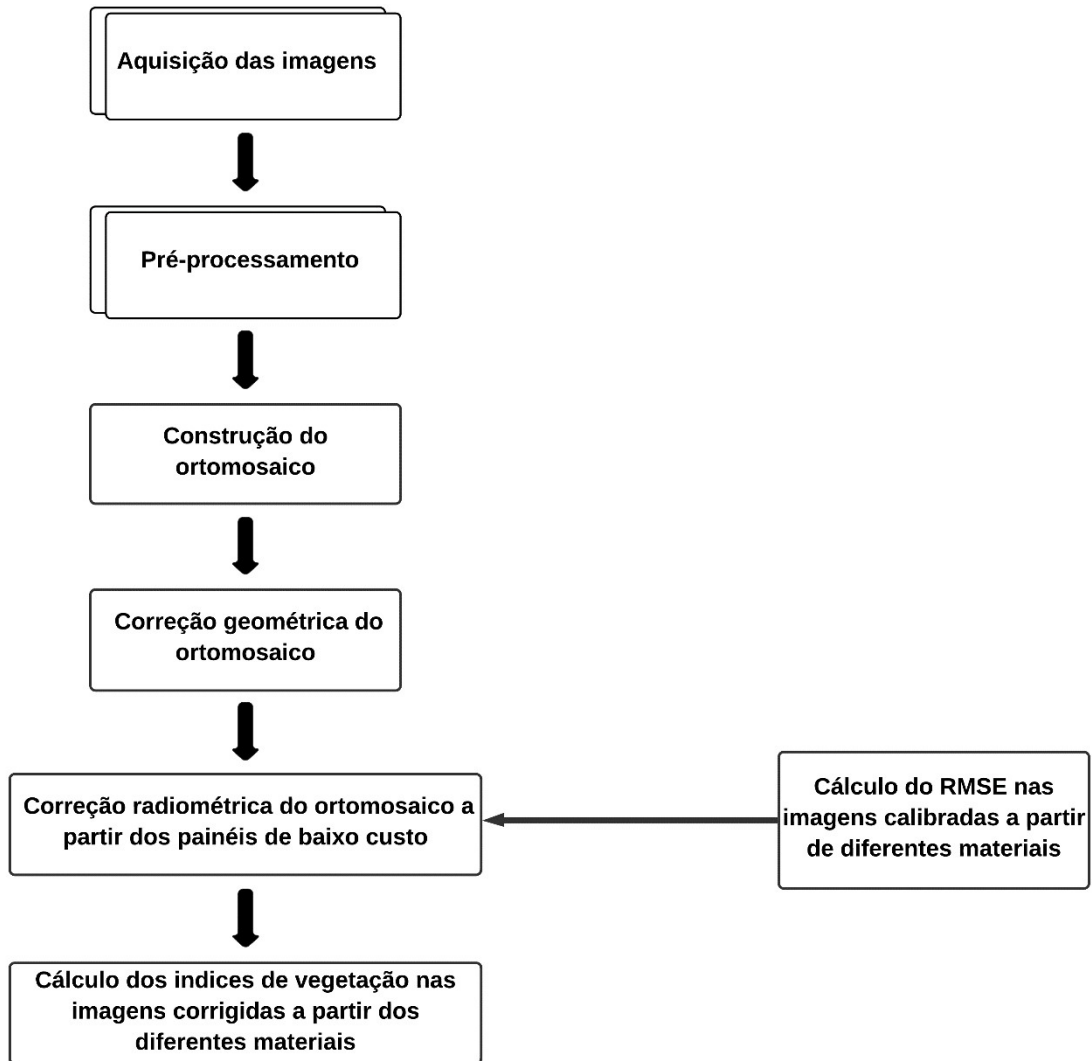 Aquisição das imagens
Pré-processamento
Construção do
ortomosaico
Correção geométrica do
ortomosaico
Correção radiométrica do ortomosaico a
partir dos painéis de baixo custo
Cálculo do RMSE nas
imagens calibradas a partir
de diferentes materiais
Cálculo dos indices de vegetação nas
imagens corrigidas a partir dos
diferentes materiais